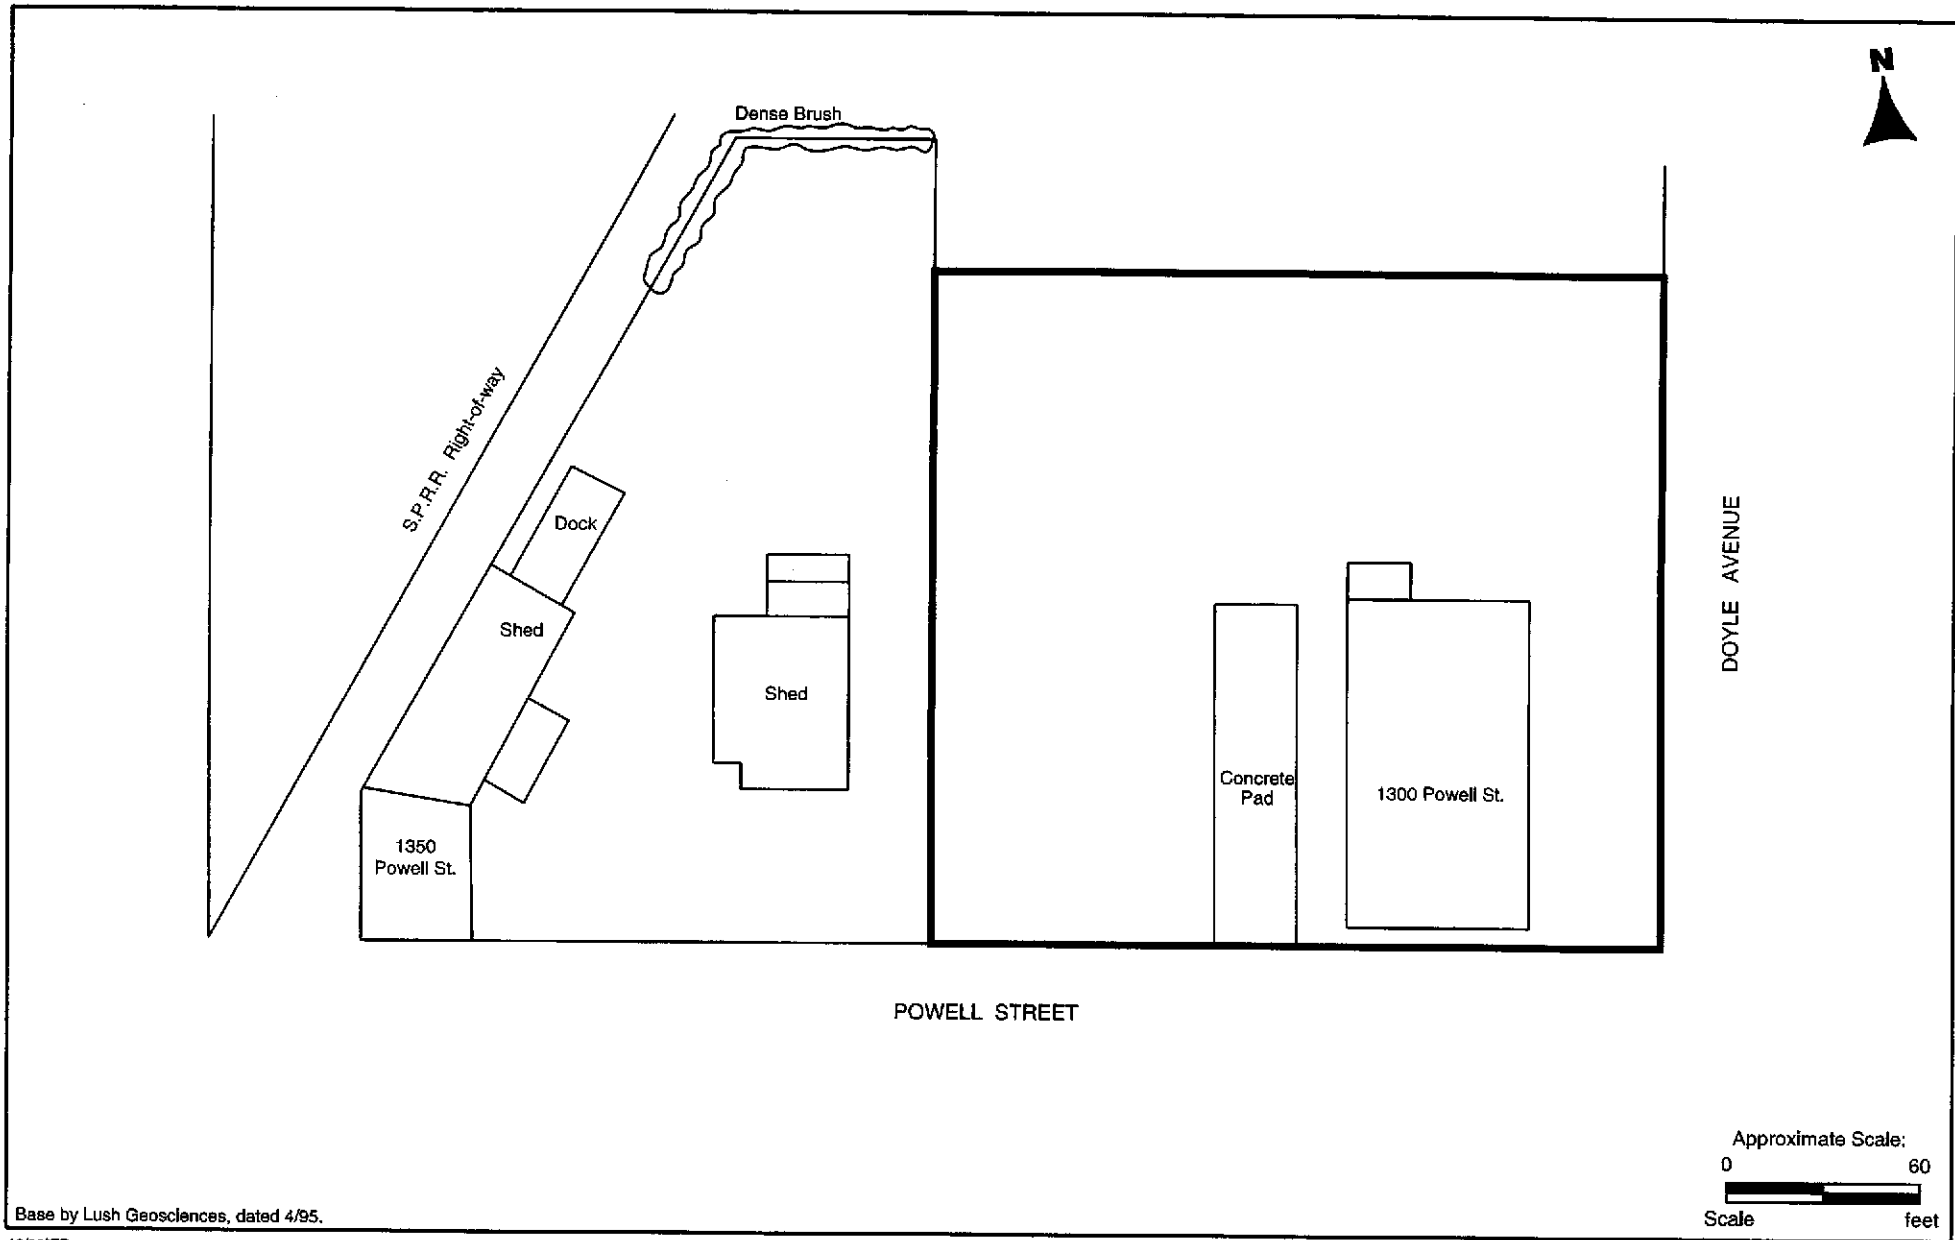 N
Dense Brush
S.P.R.R. Right-of-way
Dock
Shed
Shed
DOYLE AVENUE
Concrete
Pad
1300 Powell St.
1350
Powell St.
POWELL STREET
Approximate Scale:
0 60
Scale feet
Base by Lush Geosciences, dated 4/95.